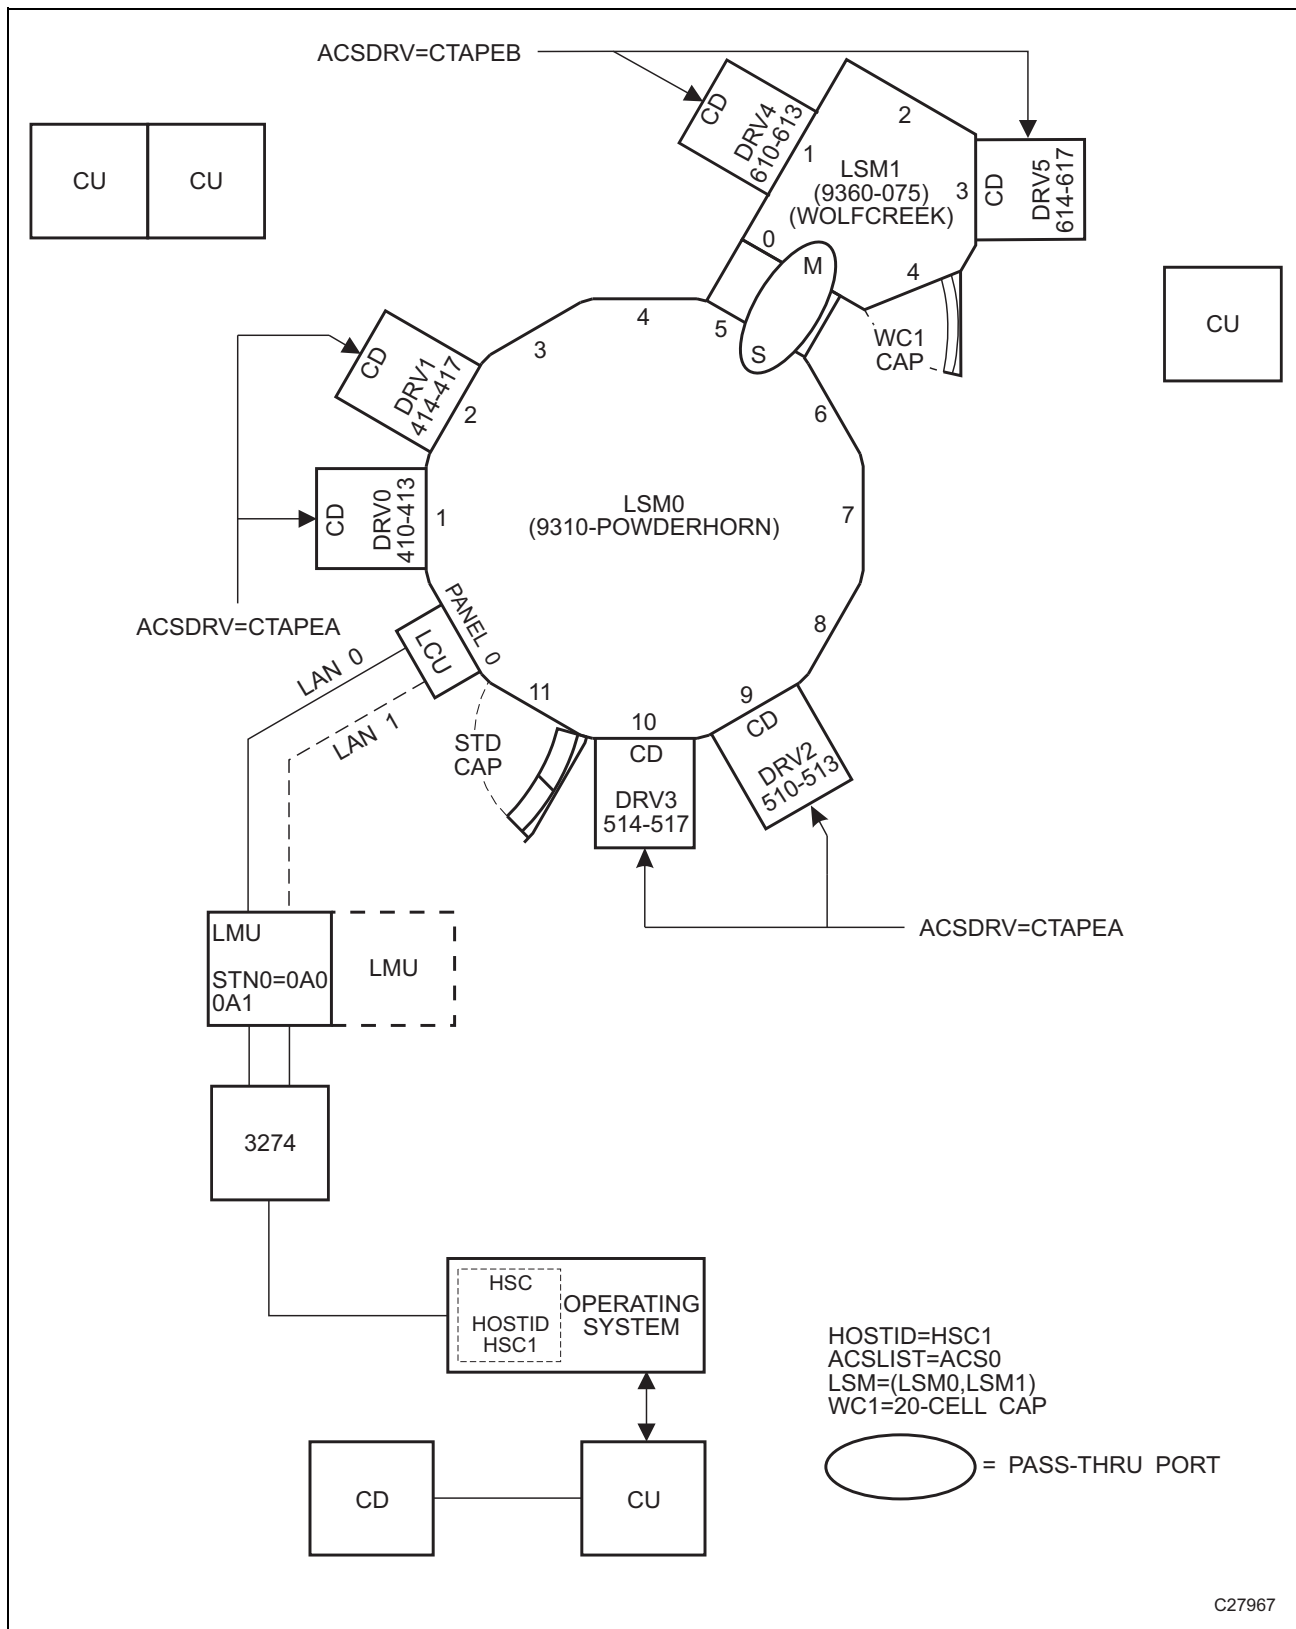 ACSDRV=CTAPEB
CU
CU
CD
DRV4
610-613
1
2
LSM1
(9360-075)
(WOLFCREEK)
3
CD
DRV5
614-617
0
M
4
S
5
WC1
CAP
CU
4
3
CD
DRV1
414-417
2
6
CD
DRV0
410-413
1
LSM0
(9310-POWDERHORN)
7
ACSDRV=CTAPEA
PANEL 0
LCU
8
LAN 0
LAN 1
11
10
9
STD
CAP
CD
DRV3
514-517
CD
DRV2
510-513
ACSDRV=CTAPEA
LMU
STN0=0A0
0A1
LMU
3274
HSC
HOSTID
HSC1
OPERATING
SYSTEM
HOSTID=HSC1
ACSLIST=ACS0
LSM=(LSM0,LSM1)
WC1=20-CELL CAP
= PASS-THRU PORT
CD
CU
C27967